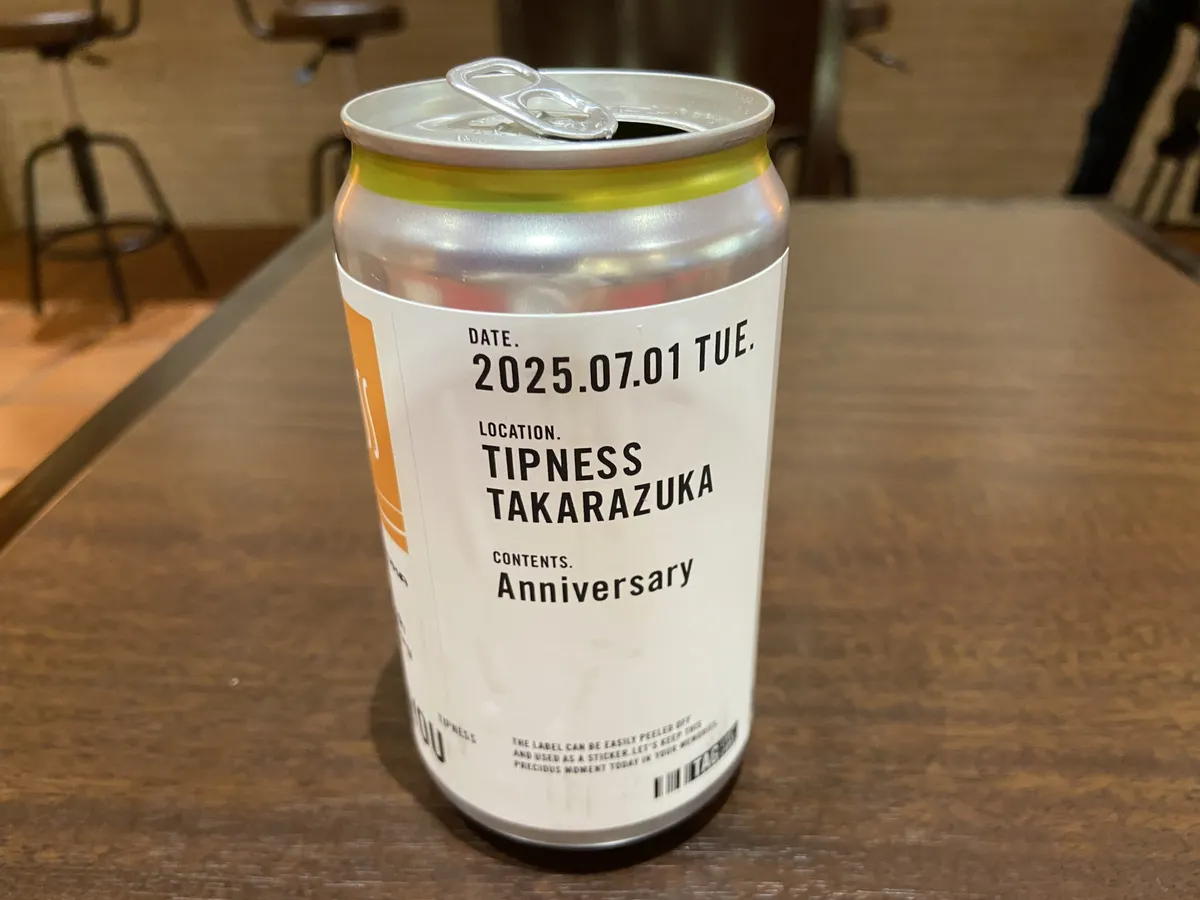 DATE.
2025.07.01 TUE.
LOCATION.
TIPNESS
TAKARAZUKA
CONTENTS.
Anniversary
TIPNESS
THE LABEL CAN BE EASILY PEELED OFF
AND USED AS A STICKER. LET'S KEEP THIS
PRECIOUS MOMENT TODAY IN YOUR MEMORIES.